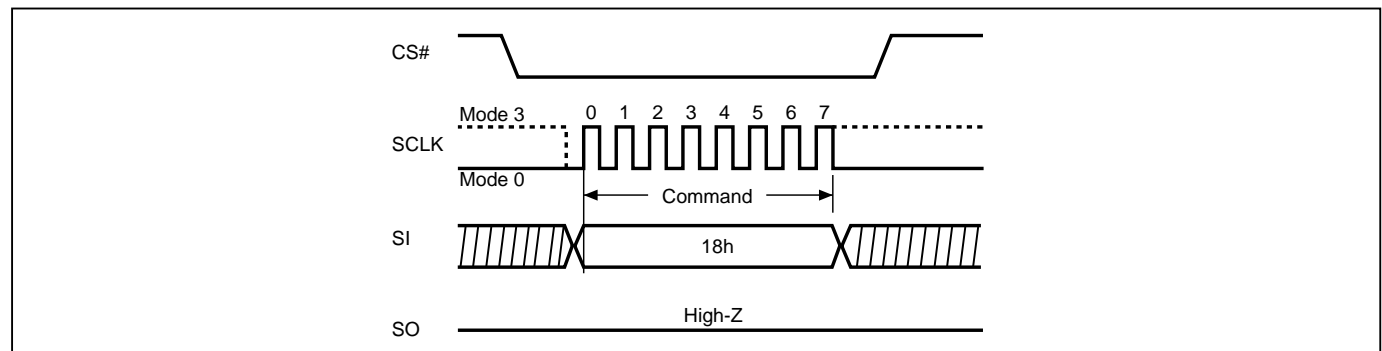 CS#
Mode 3 0 1 2 3 4 5 6 7
SCLK
Mode 0
Command
SI
18h
High-Z
SO